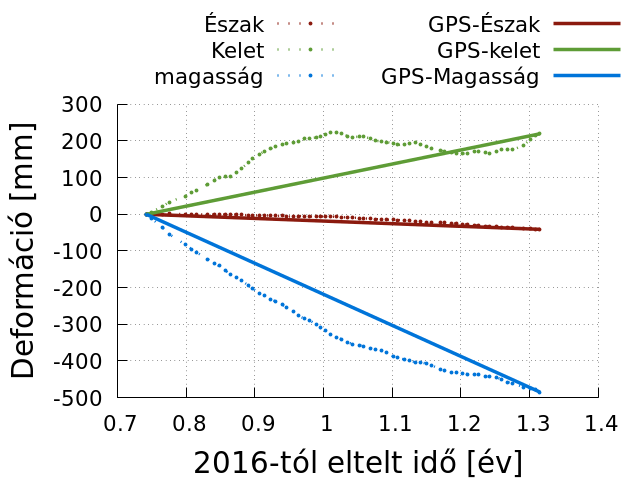 Észak
GPS-Észak
Kelet
GPS-kelet
magasság
GPS-Magasság
300
200
100
0
-100
-200
-300
-400
-500
Deformáció [mm]
0.7 0.8 0.9 1 1.1 1.2 1.3 1.4
2016-tól eltelt idő [év]